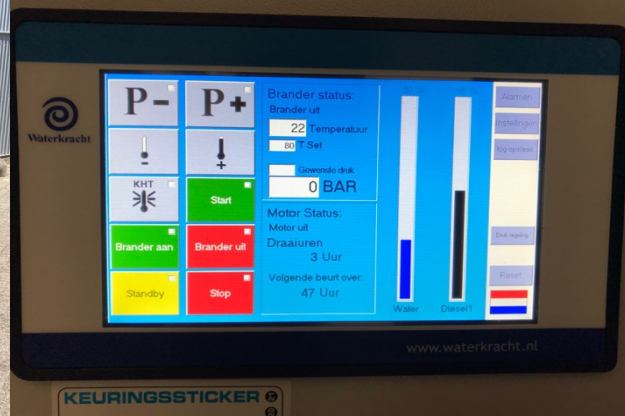 P- P+
KHT
Start
Brander aan
Brander uit
Standby
Stop
Brander status:
Brander uit
22 Temperatuur
80 T Set
Gewenste druk
0 BAR
Motor Status:
Motor uit
Draaiuren
3 Uur
Volgende beurt over:
47 Uur
Water
Diesel1
Alarmen
Instellingen
Reset
Waterkracht
www.waterkracht.nl
KEURINGSSTICKER